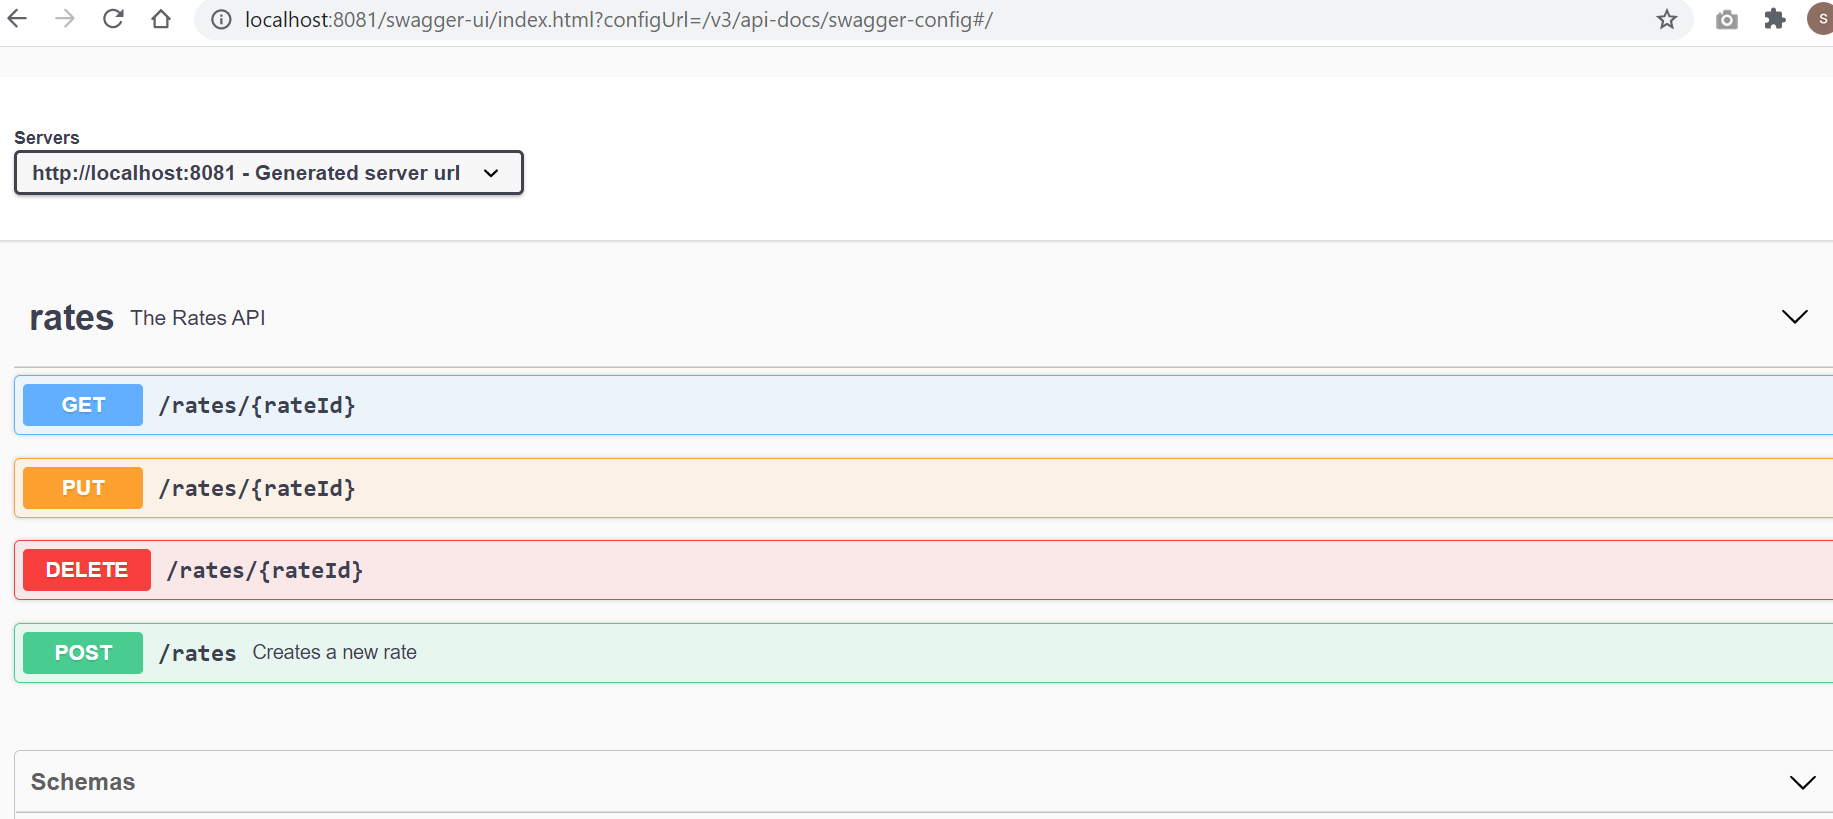 localhost:8081/swagger-ui/index.html?configUrl=/v3/api-docs/swagger-config#/
S
Servers
http://localhost:8081 - Generated server url
rates The Rates API
GET /rates/{rateId}
PUT /rates/{rateId}
DELETE /rates/{rateId}
POST /rates Creates a new rate
Schemas